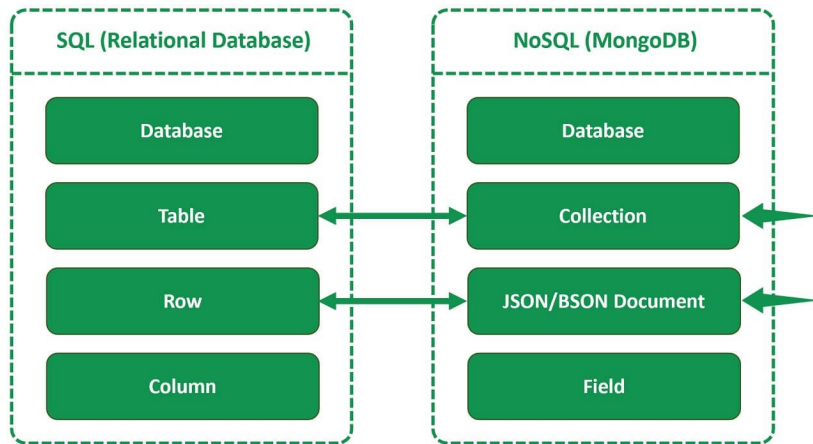 SQL (Relational Database)
Database
Table
Row
Column
NoSQL (MongoDB)
Database
Collection
JSON/BSON Document
Field